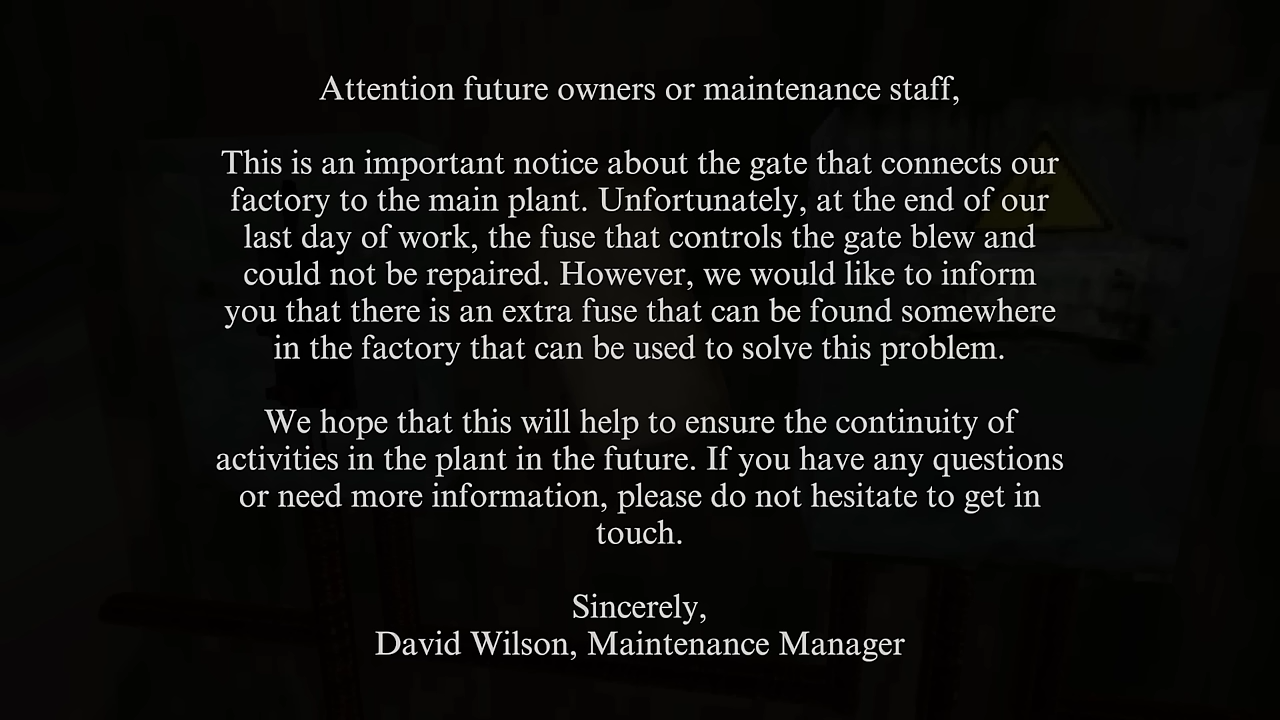 Attention future owners or maintenance staff,
This is an important notice about the gate that connects our
factory to the main plant. Unfortunately, at the end of our
last day of work, the fuse that controls the gate blew and
could not be repaired. However, we would like to inform
you that there is an extra fuse that can be found somewhere
in the factory that can be used to solve this problem.
We hope that this will help to ensure the continuity of
activities in the plant in the future. If you have any questions
or need more information, please do not hesitate to get in
touch.
Sincerely,
David Wilson, Maintenance Manager